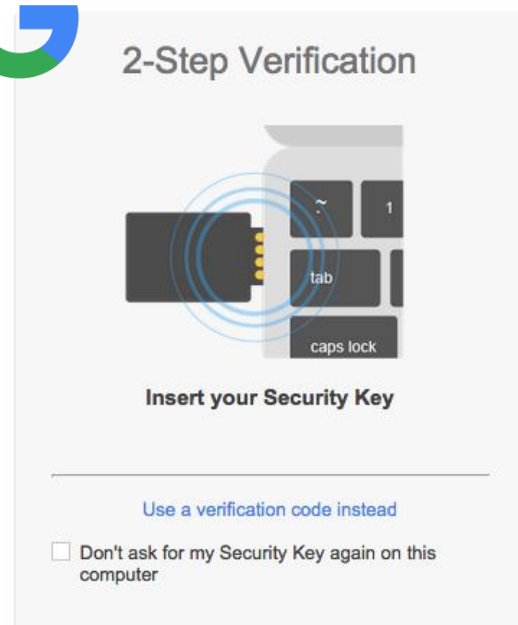 2-Step Verification
~
1
tab
caps lock
Insert your Security Key
Use a verification code instead
Don't ask for my Security Key again on this
computer